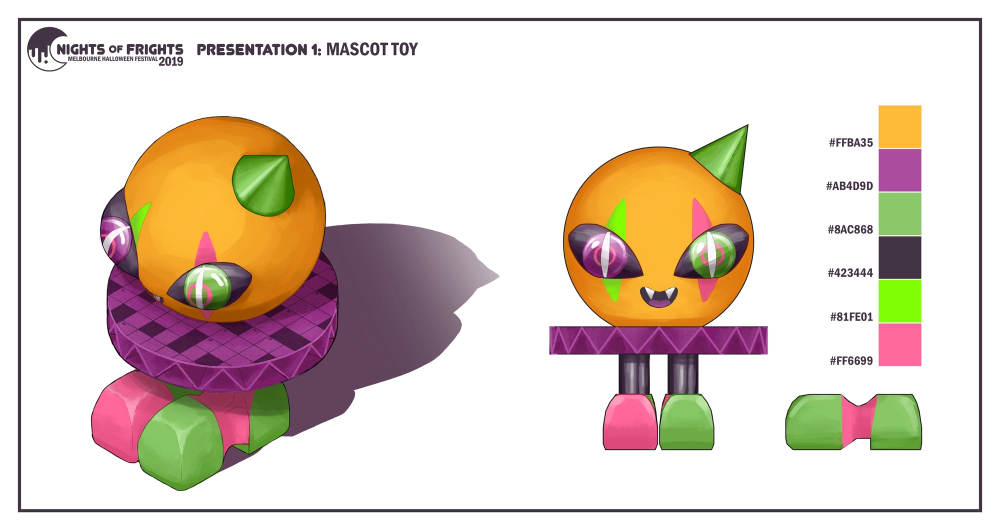 NIGHTS OF FRIGHTS
MELBOURNE HALLOWEEN FESTIVAL 2019
PRESENTATION 1: MASCOT TOY
#FFBA35
#AB4D9D
#8AC868
#423444
#81FE01
#FF6699